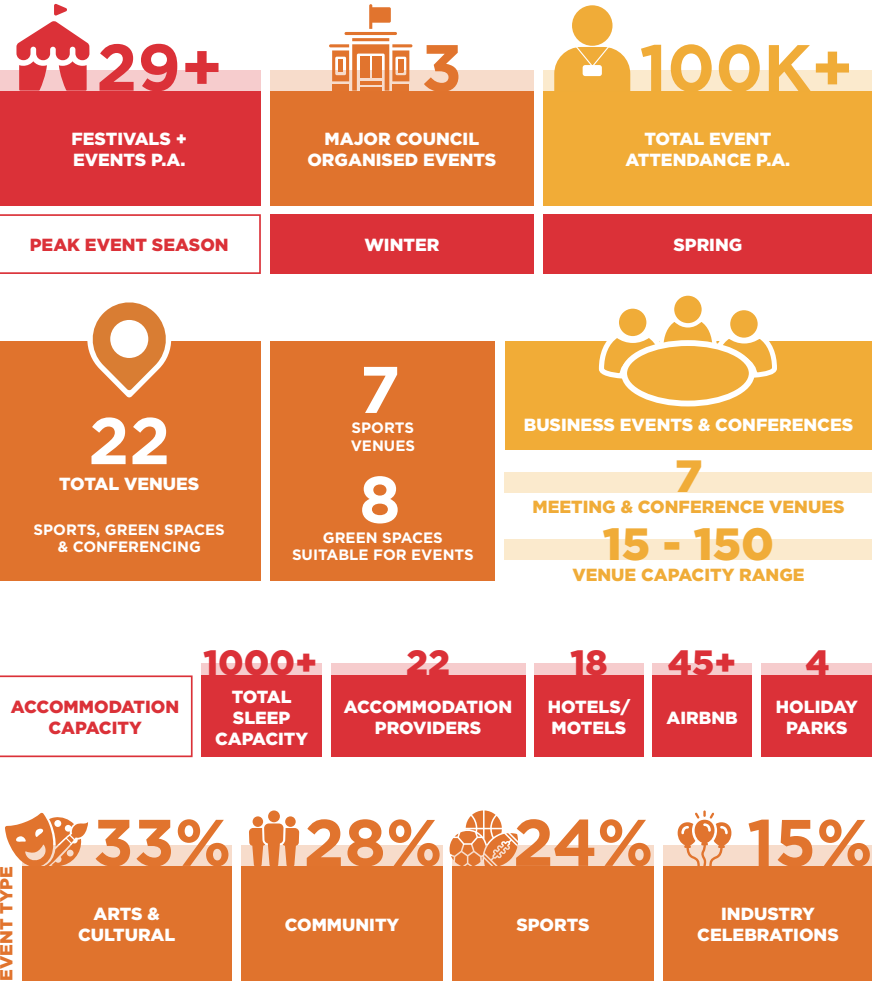 29+
FESTIVALS +
EVENTS P.A.
3
MAJOR COUNCIL
ORGANISED EVENTS
100K+
TOTAL EVENT
ATTENDANCE P.A.
PEAK EVENT SEASON
WINTER
SPRING
22
TOTAL VENUES
SPORTS, GREEN SPACES
& CONFERENCING
7
SPORTS
VENUES
8
GREEN SPACES
SUITABLE FOR EVENTS
BUSINESS EVENTS & CONFERENCES
7
MEETING & CONFERENCE VENUES
15 - 150
VENUE CAPACITY RANGE
ACCOMMODATION
CAPACITY
1000+
TOTAL
SLEEP
CAPACITY
22
ACCOMMODATION
PROVIDERS
18
HOTELS/
MOTELS
45+
AIRBNB
4
HOLIDAY
PARKS
EVENT TYPE
33%
ARTS &
CULTURAL
28%
COMMUNITY
24%
SPORTS
15%
INDUSTRY
CELEBRATIONS